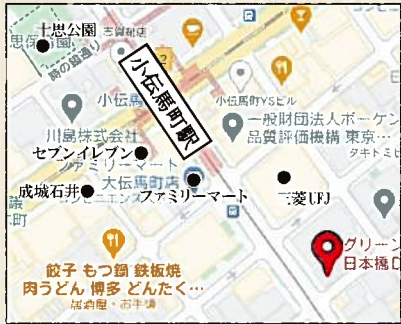 十思公園
時の鐘通り
小伝馬町駅
小伝馬町YSビル
一般財団法人ボーケン
品質評価機構 東京…
川島株式会社
セブンイレブン
ファミリーマート
大伝馬町店
成城石井
ファミリーマート
三菱UFJ
グリーン
日本橋
餃子 もつ鍋 鉄板焼
肉うどん 博多 どんたく…
居酒屋・お手頃